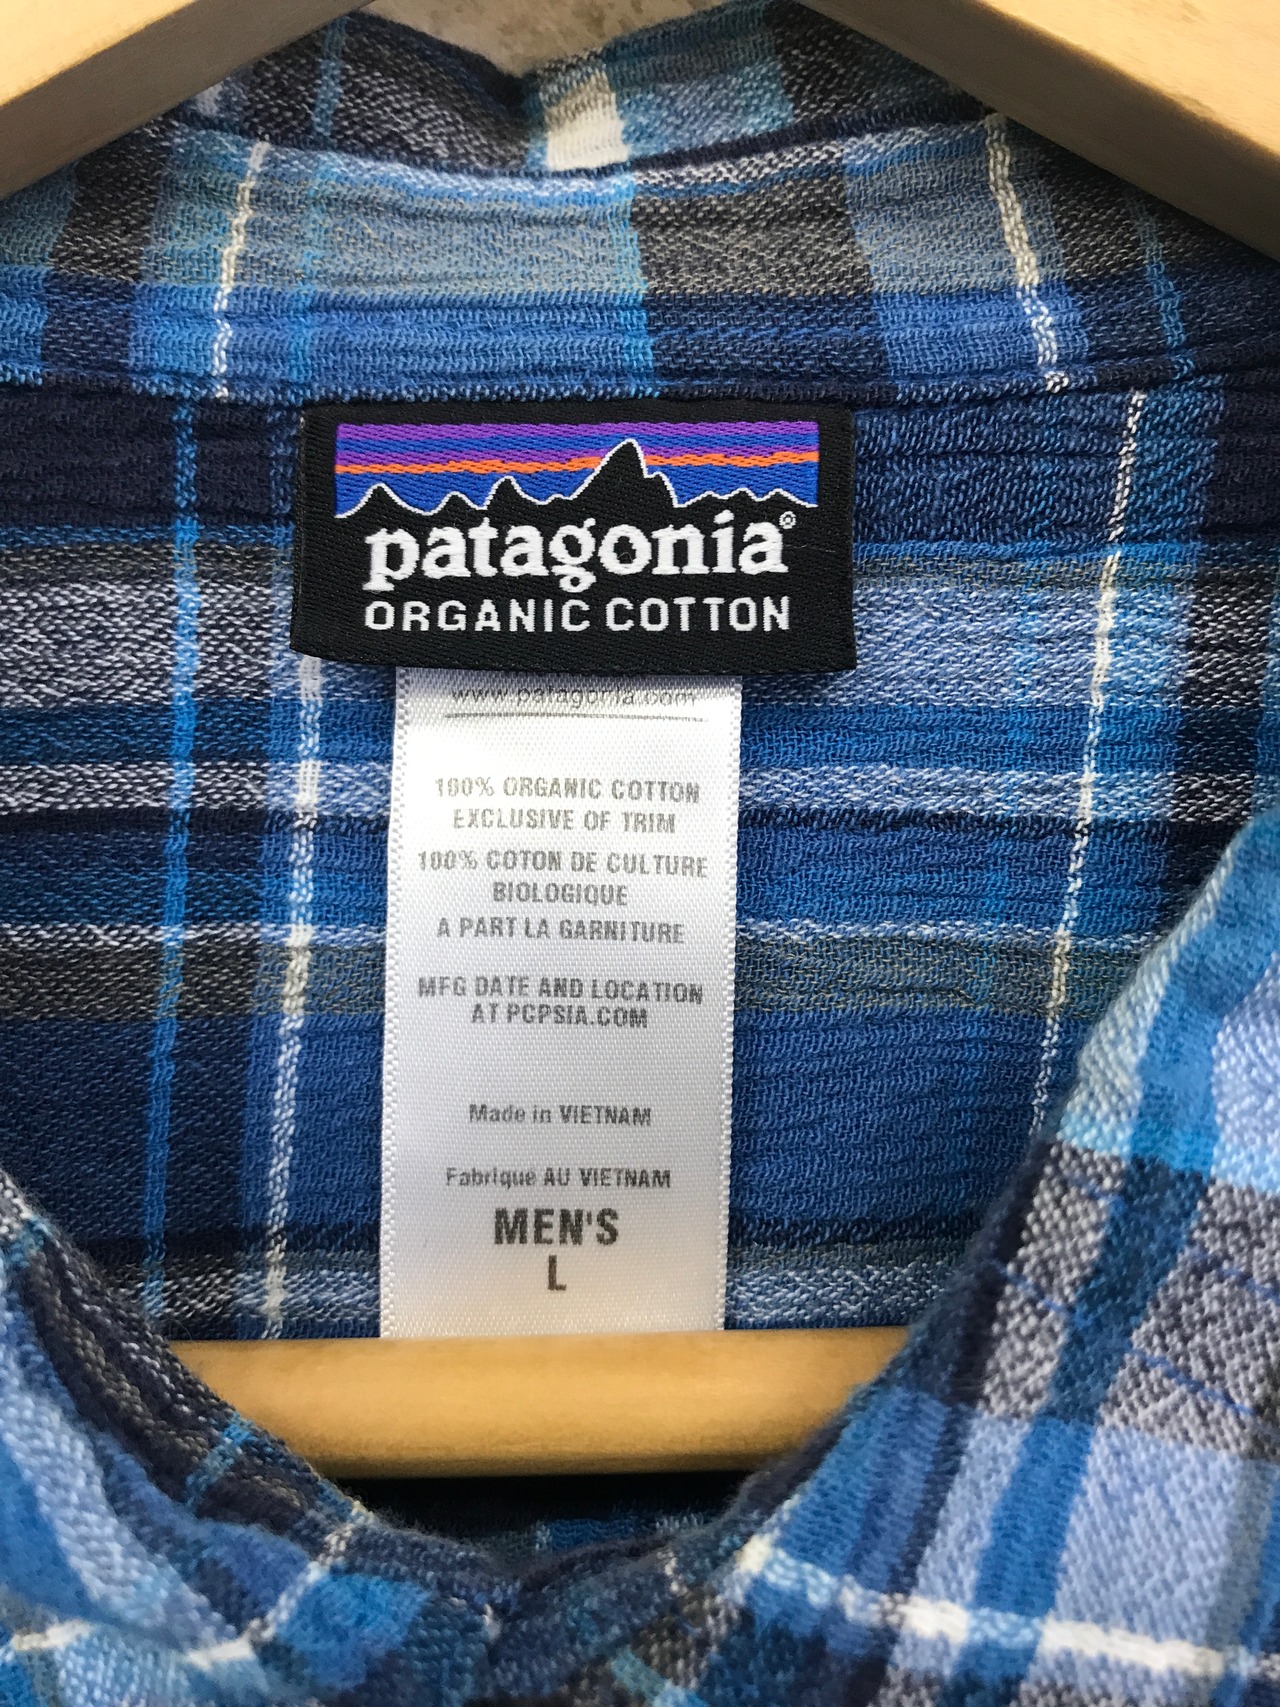 patagonia®
ORGANIC COTTON
www.patagonia.com
100% ORGANIC COTTON
EXCLUSIVE OF TRIM
100% COTON DE CULTURE
BIOLOGIQUE
A PART LA GARNITURE
MFG DATE AND LOCATION
AT PCPSIA.COM
Made in VIETNAM
Fabriqué AU VIETNAM
MEN'S
L